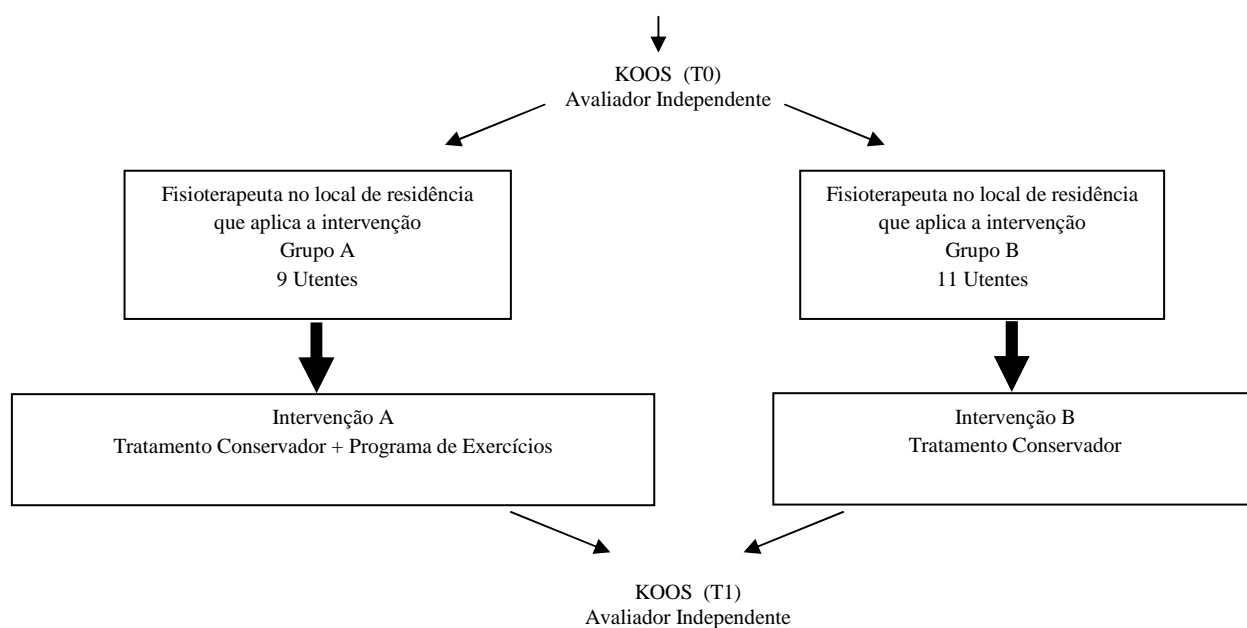 KOOS (T0)
Avaliador Independente
Fisioterapeuta no local de residência
que aplica a intervenção
Grupo A
9 Utentes
Fisioterapeuta no local de residência
que aplica a intervenção
Grupo B
11 Utentes
Intervenção A
Tratamento Conservador + Programa de Exercícios
Intervenção B
Tratamento Conservador
KOOS (T1)
Avaliador Independente